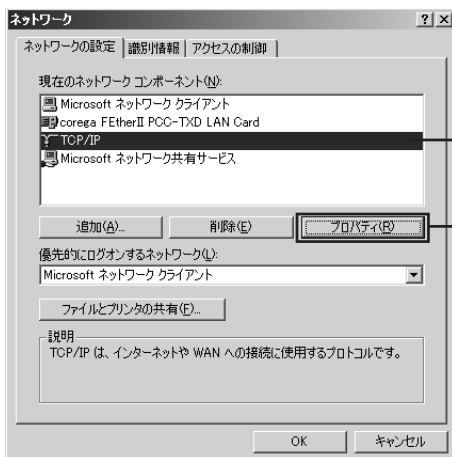 ネットワーク
ネットワークの設定 識別情報 アクセスの制御
現在のネットワーク コンポーネント(N):
Microsoft ネットワーク クライアント
corega FEtherII PCC-TXD LAN Card
TCP/IP
Microsoft ネットワーク共有サービス
追加(A)... 削除(E) プロパティ(R)
優先的にログオンするネットワーク(L):
Microsoft ネットワーク クライアント
ファイルとプリンタの共有(F)...
説明
TCP/IP は、インターネットや WAN への接続に使用するプロトコルです。
OK キャンセル